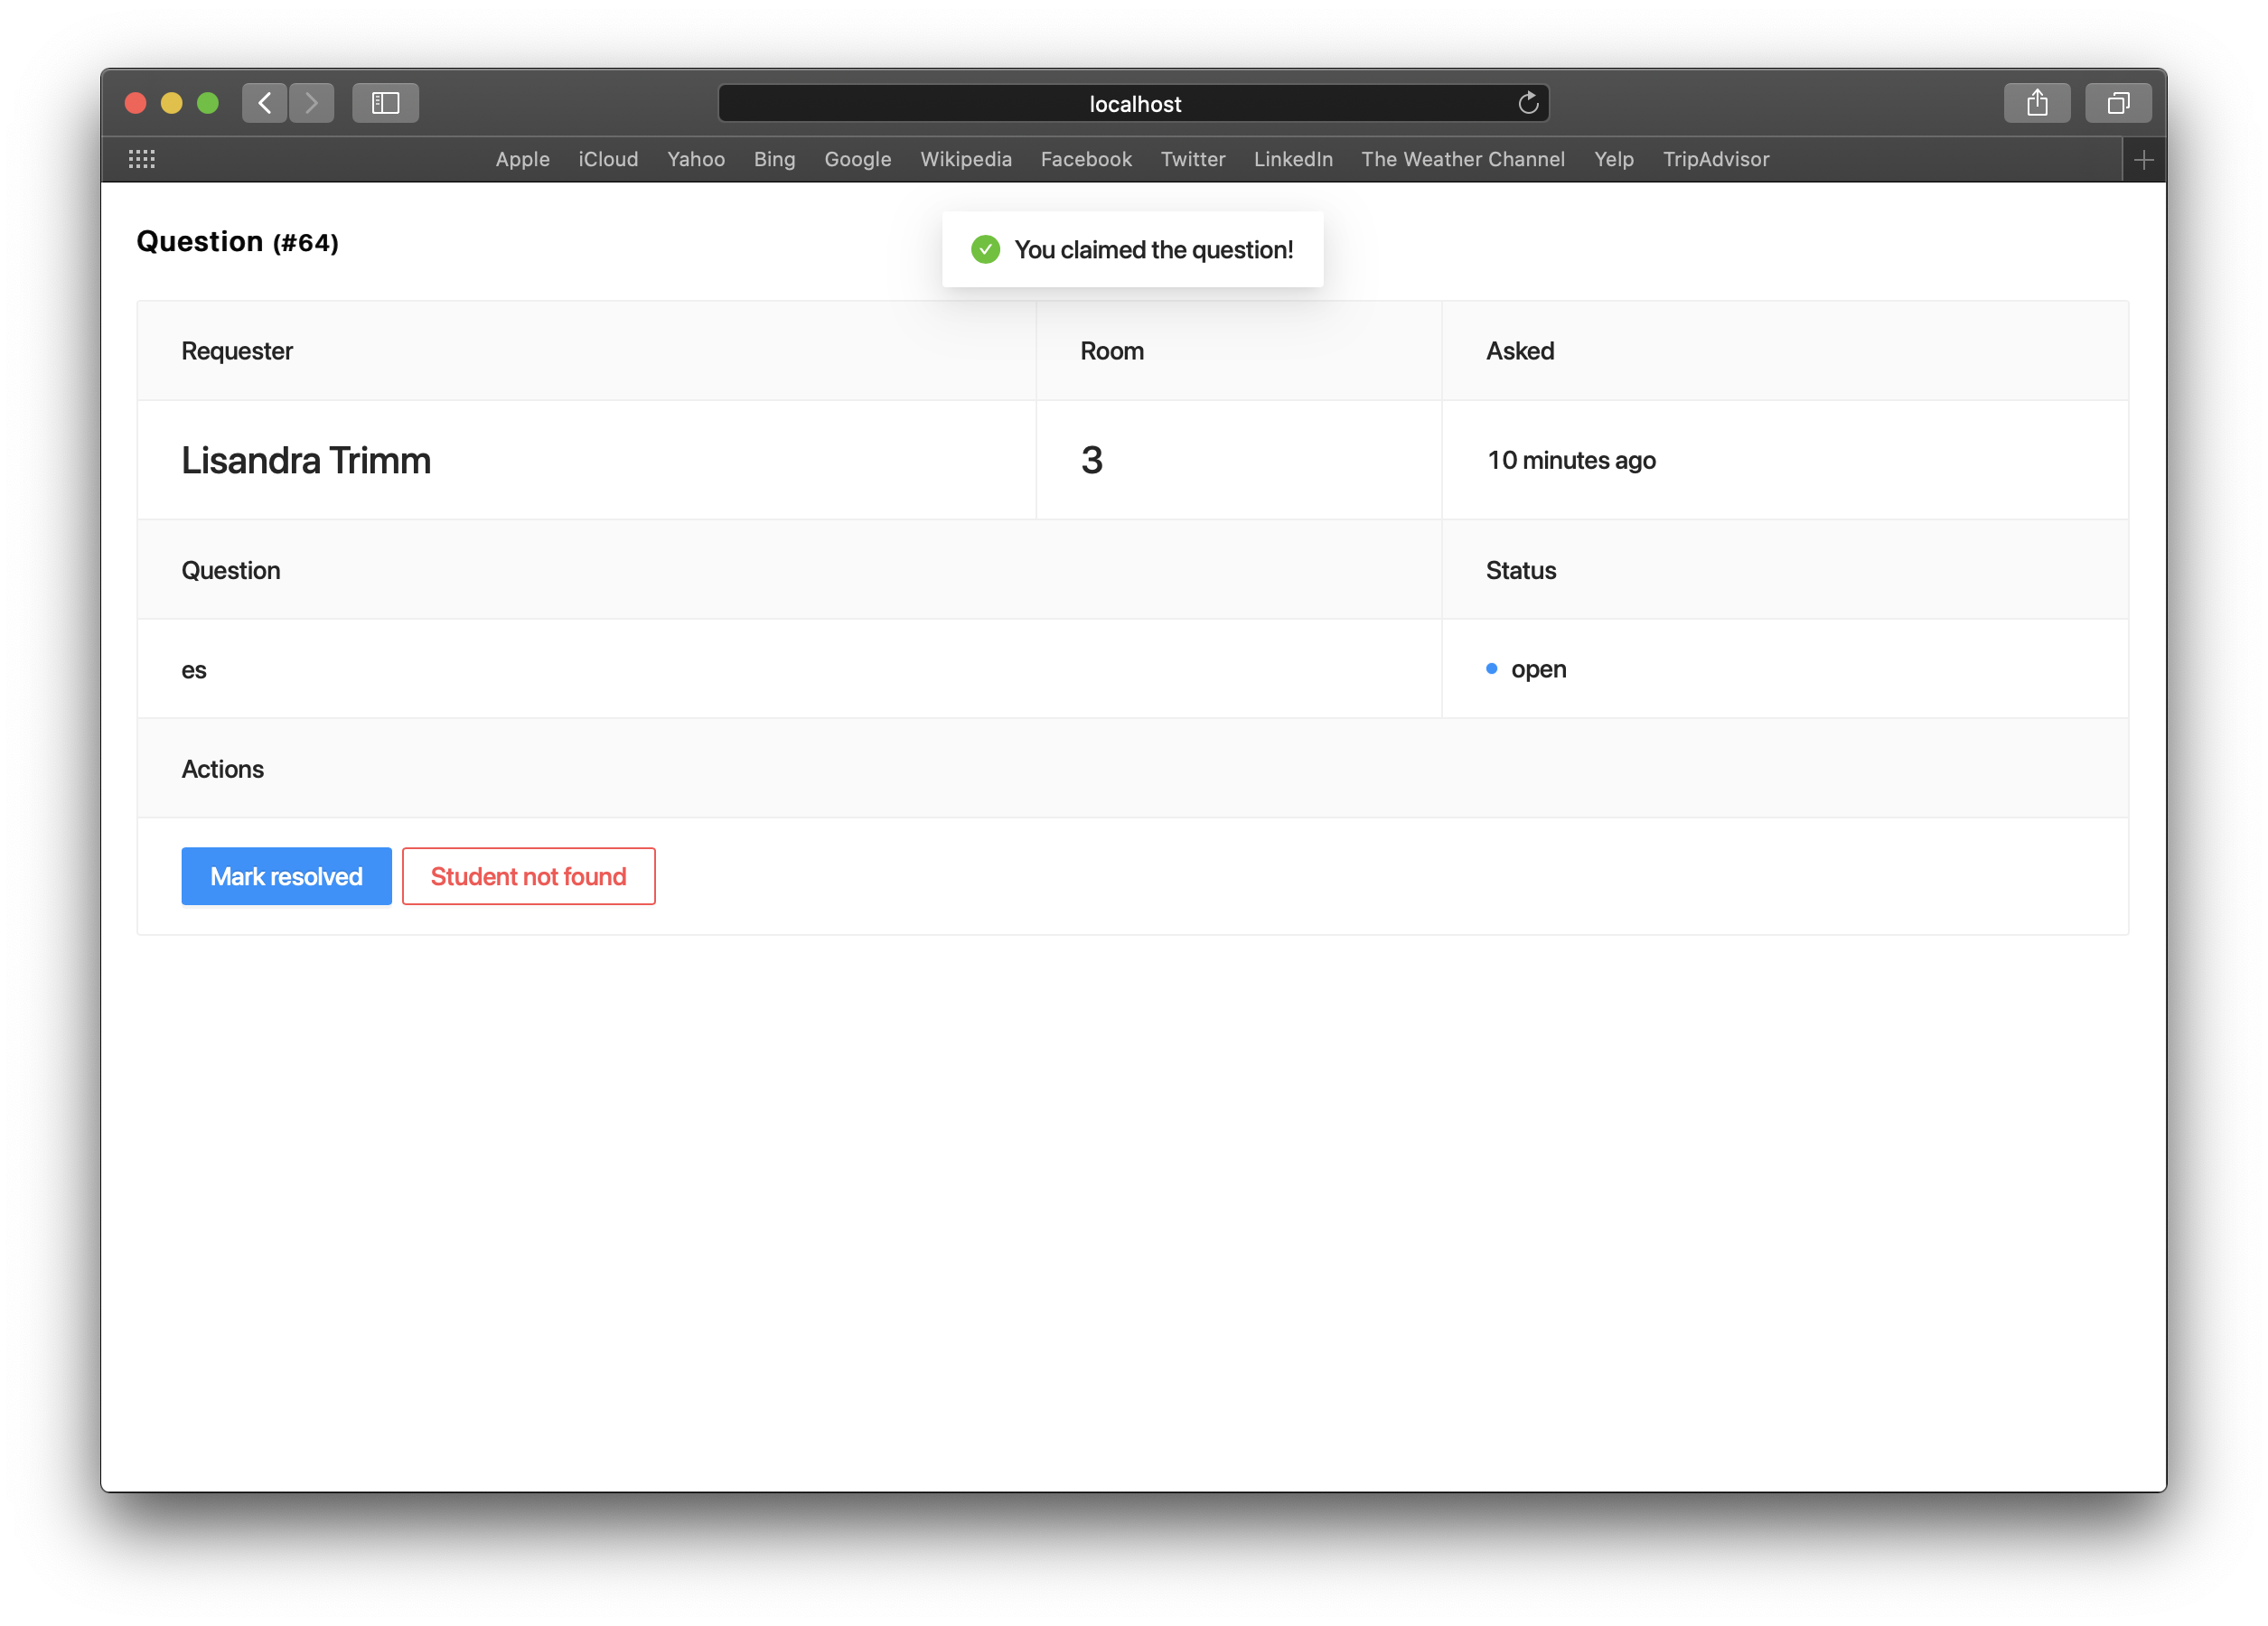 localhost
Apple iCloud Yahoo Bing Google Wikipedia Facebook Twitter LinkedIn The Weather Channel Yelp TripAdvisor
Question (#64)
You claimed the question!
Requester Room Asked
Lisandra Trimm 3 10 minutes ago
Question Status
es open
Actions
Mark resolved Student not found